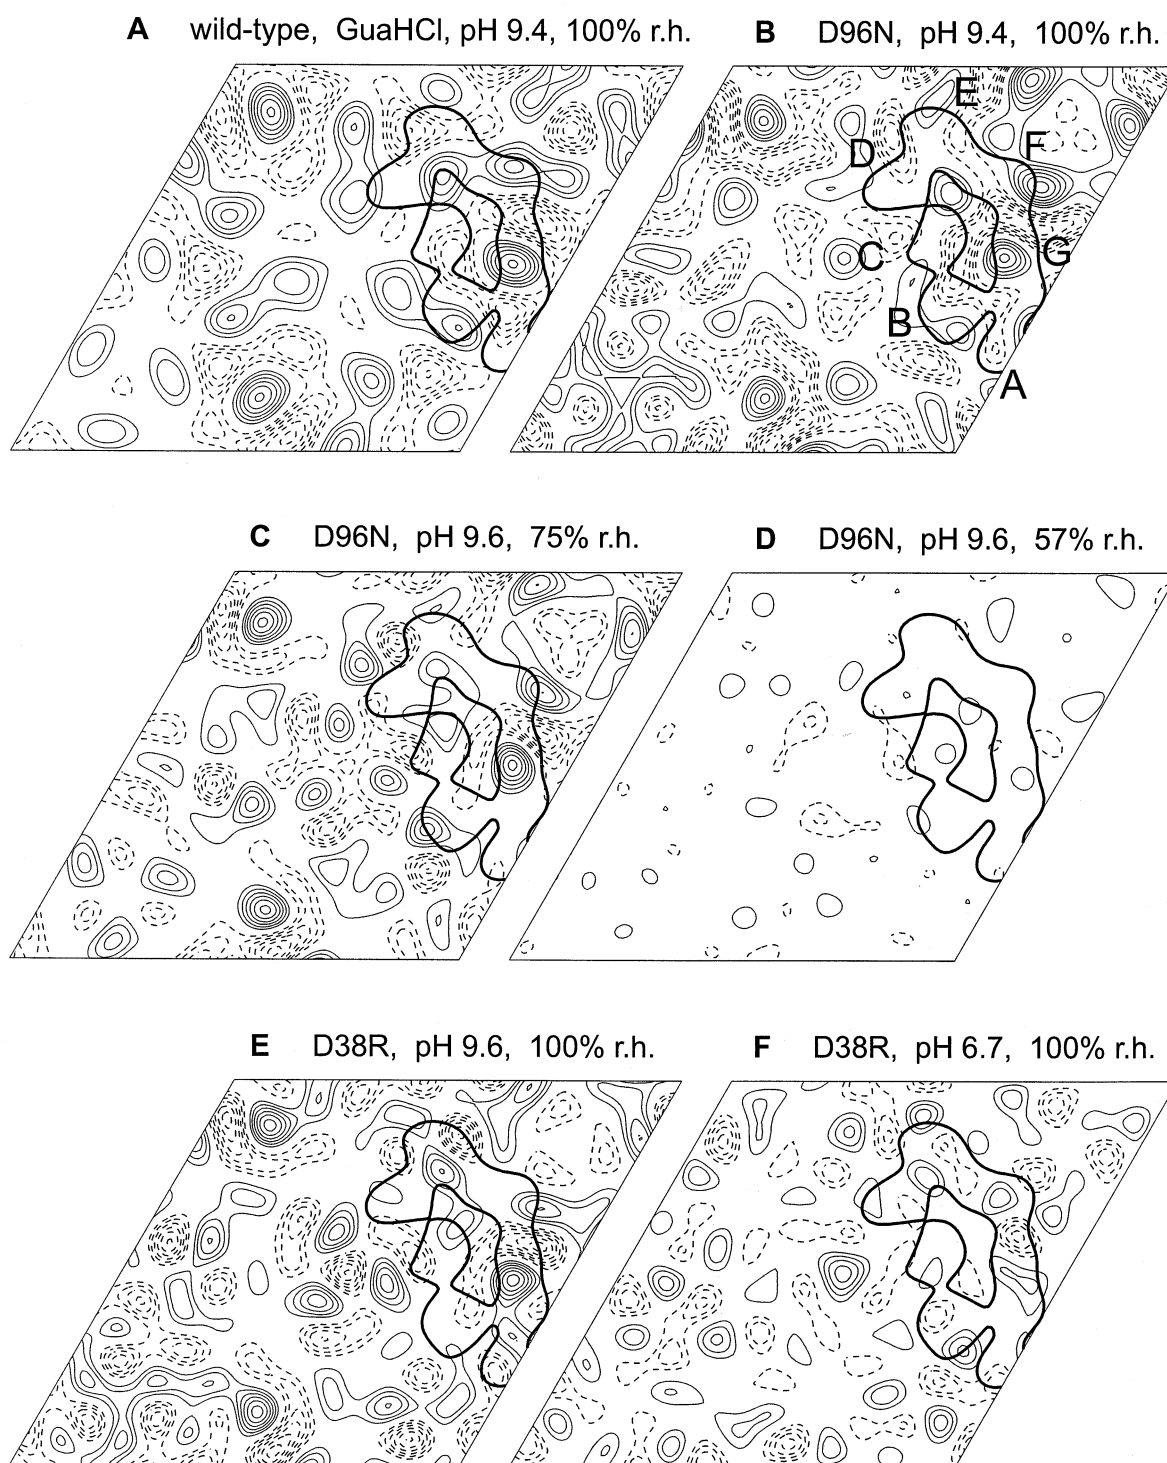 A wild-type, GuaHCl, pH 9.4, 100% r.h.
B D96N, pH 9.4, 100% r.h.
E
F
D
G
C
B
A
C D96N, pH 9.6, 75% r.h.
D D96N, pH 9.6, 57% r.h.
E D38R, pH 9.6, 100% r.h.
F D38R, pH 6.7, 100% r.h.